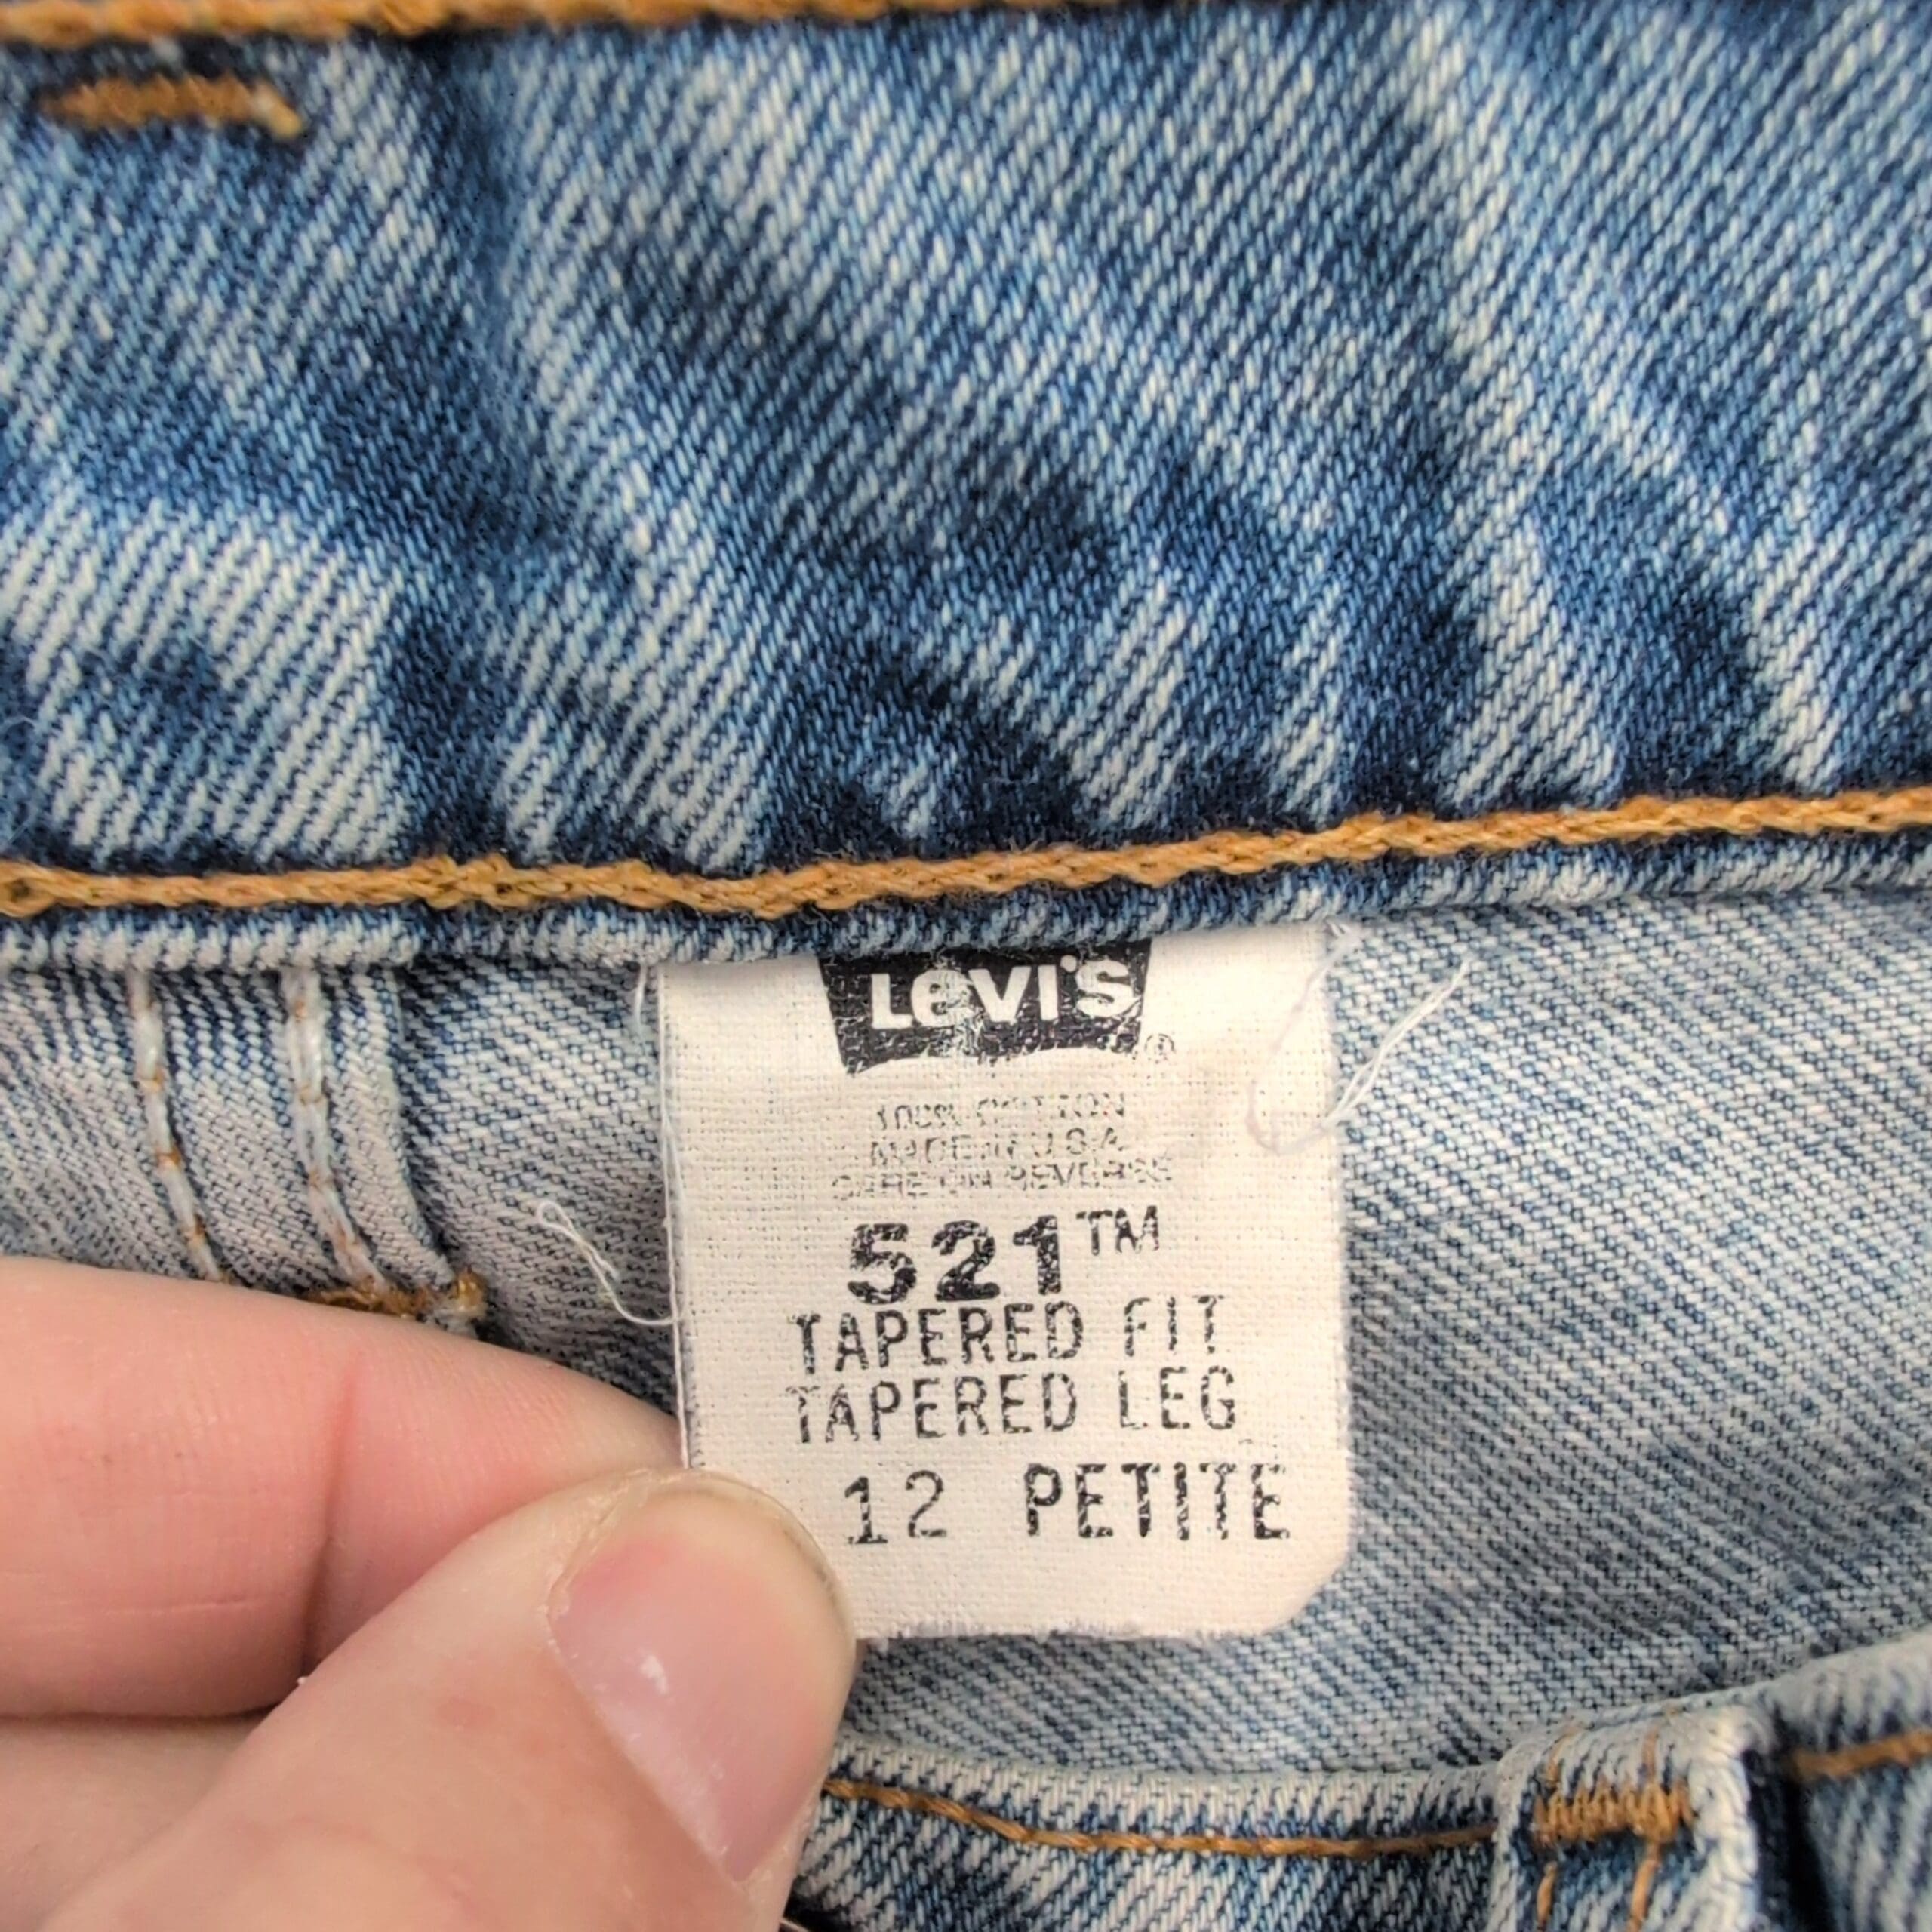 LEVI'S®
100% COTTON
MADE IN U.S.A.
CARE ON REVERSE
521™
TAPERED FIT
TAPERED LEG
12 PETITE